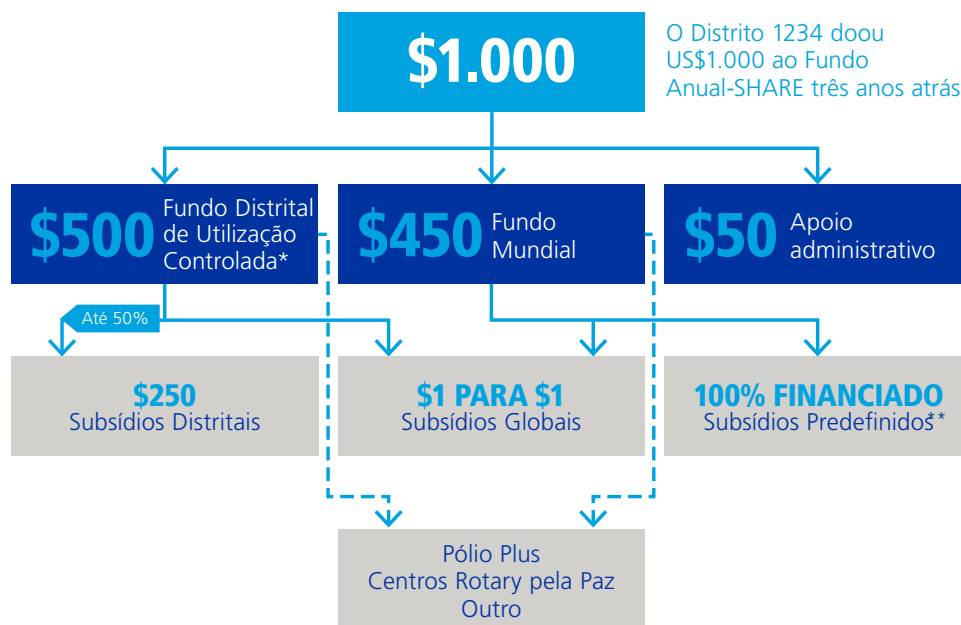 $1.000
O Distrito 1234 doou
US$1.000 ao Fundo
Anual-SHARE três anos atrás
$500
Fundo Distrital
de Utilização
Controlada*
$450
Fundo
Mundial
$50
Apoio
administrativo
Até 50%
$250
Subsídios Distritais
$1 PARA $1
Subsídios Globais
100% FINANCIADO
Subsídios Predefinidos**
Pólio Plus
Centros Rotary pela Paz
Outro